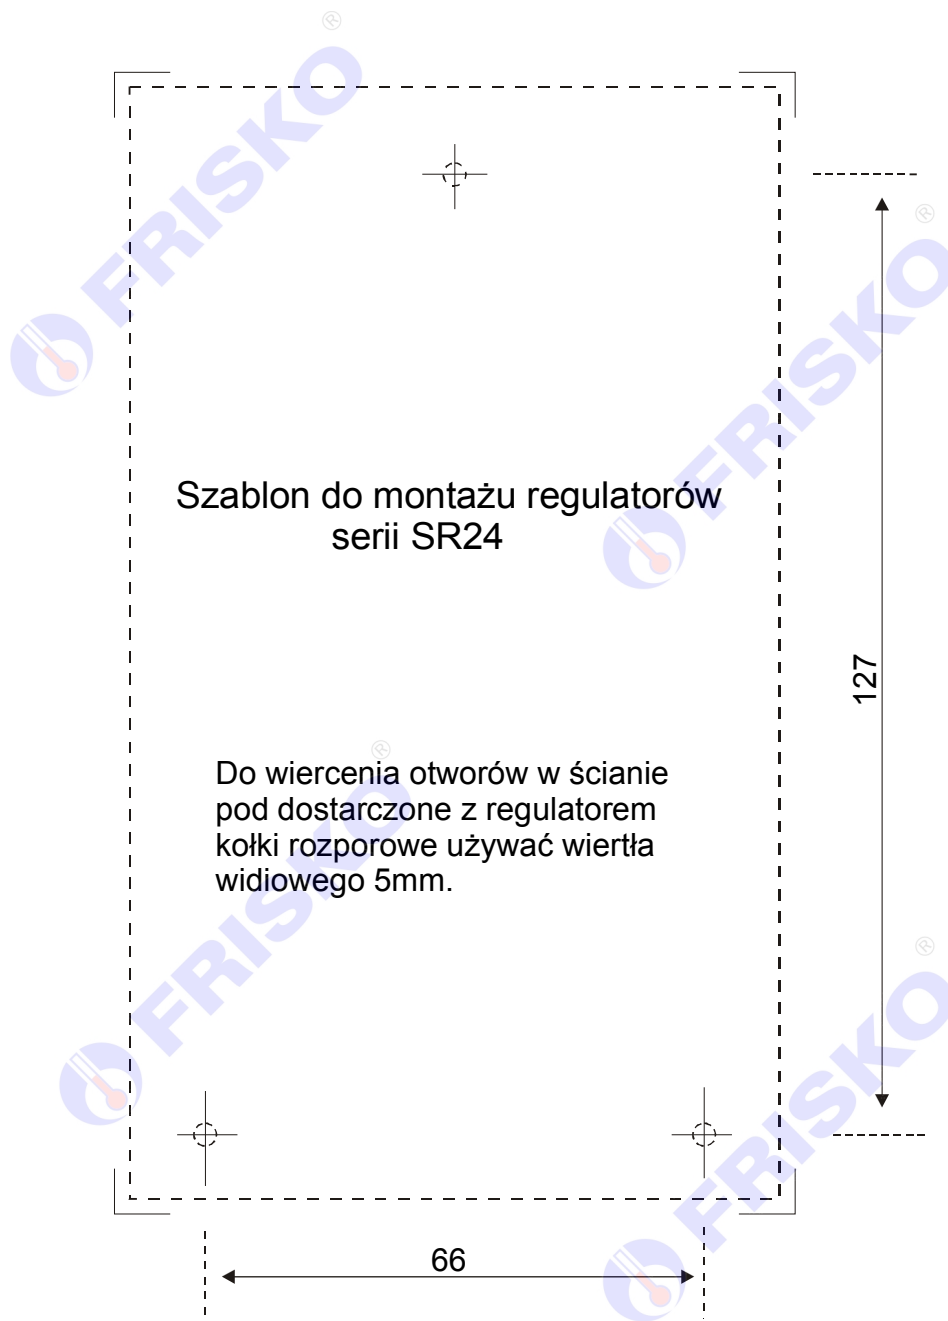 FRISKO®
FRISKO®
Szablon do montażu regulatorów
serii SR24
127
Do wiercenia otworów w ścianie
pod dostarczone z regulatorem
kołki rozporowe używać wiertła
widiowego 5mm.
FRISKO®
FRISKO®
66